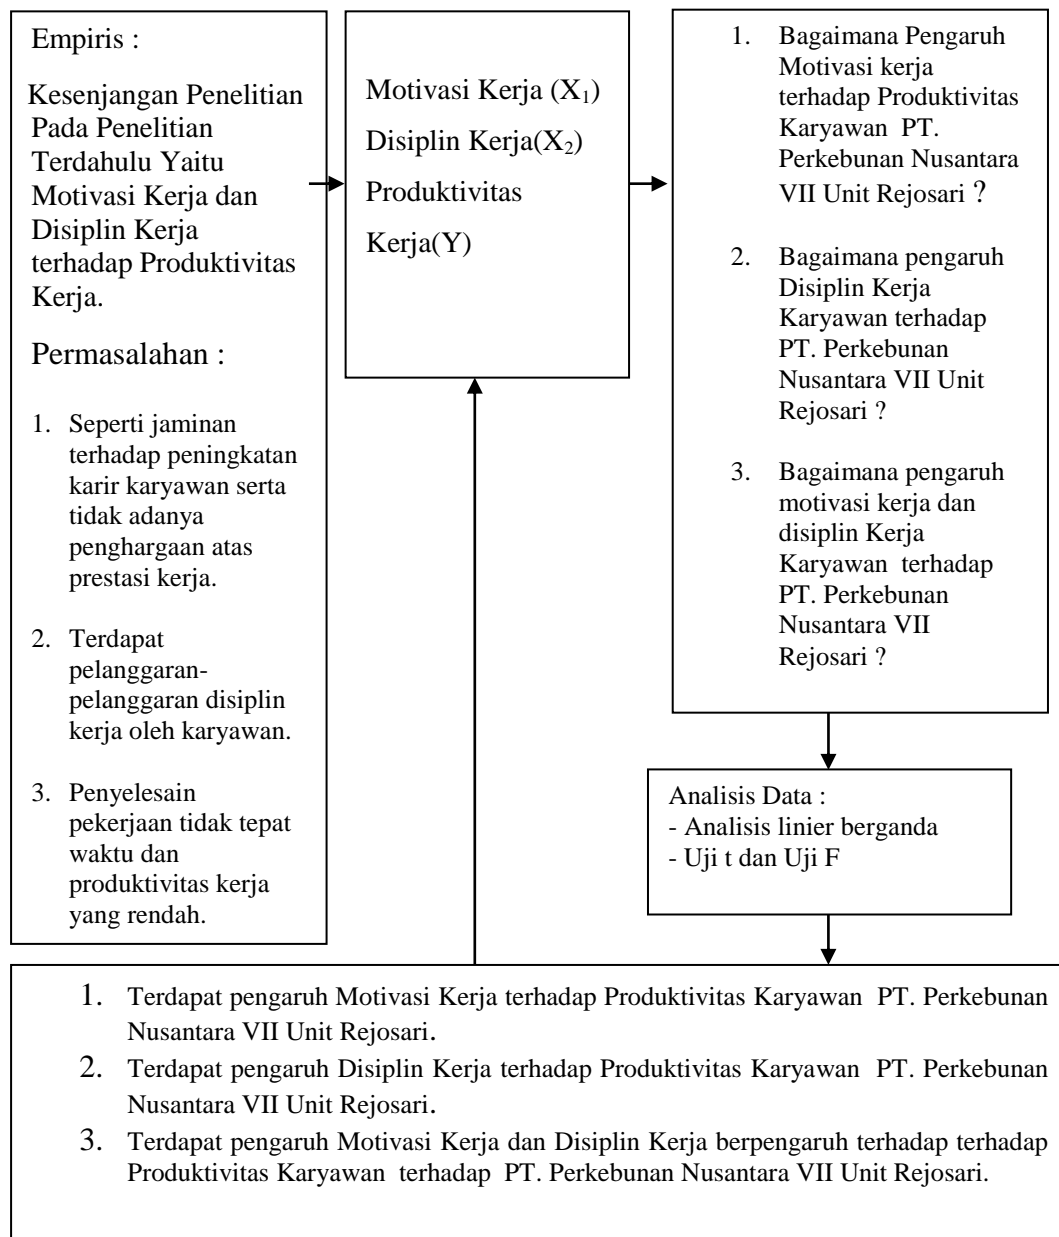 Empiris :
Kesenjangan Penelitian
Pada Penelitian
Terdahulu Yaitu
Motivasi Kerja dan
Disiplin Kerja
terhadap Produktivitas
Kerja.
Permasalahan :
1. Seperti jaminan
terhadap peningkatan
karir karyawan serta
tidak adanya
penghargaan atas
prestasi kerja.
2. Terdapat
pelanggaran-
pelanggaran disiplin
kerja oleh karyawan.
3. Penyelesain
pekerjaan tidak tepat
waktu dan
produktivitas kerja
yang rendah.
Motivasi Kerja (X₁)
Disiplin Kerja(X₂)
Produktivitas
Kerja(Y)
1. Bagaimana Pengaruh
Motivasi kerja
terhadap Produktivitas
Karyawan PT.
Perkebunan Nusantara
VII Unit Rejosari ?
2. Bagaimana pengaruh
Disiplin Kerja
Karyawan terhadap
PT. Perkebunan
Nusantara VII Unit
Rejosari ?
3. Bagaimana pengaruh
motivasi kerja dan
disiplin Kerja
Karyawan terhadap
PT. Perkebunan
Nusantara VII
Rejosari ?
Analisis Data :
- Analisis linier berganda
- Uji t dan Uji F
1. Terdapat pengaruh Motivasi Kerja terhadap Produktivitas Karyawan PT. Perkebunan
Nusantara VII Unit Rejosari.
2. Terdapat pengaruh Disiplin Kerja terhadap Produktivitas Karyawan PT. Perkebunan
Nusantara VII Unit Rejosari.
3. Terdapat pengaruh Motivasi Kerja dan Disiplin Kerja berpengaruh terhadap terhadap
Produktivitas Karyawan terhadap PT. Perkebunan Nusantara VII Unit Rejosari.